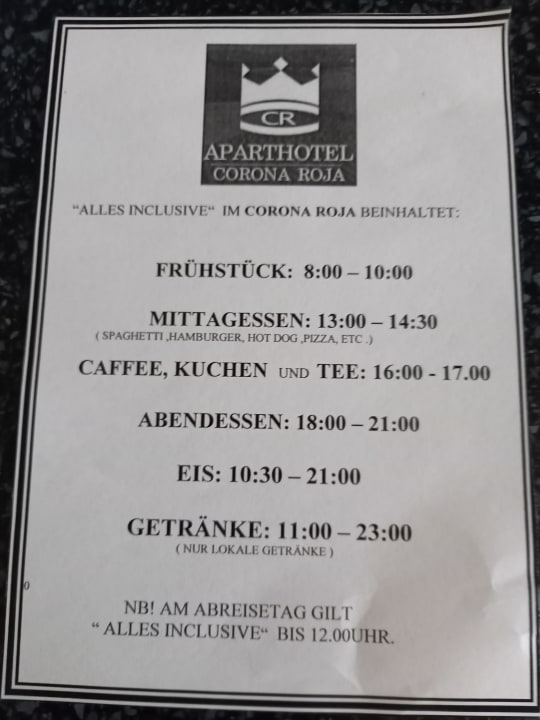 CR
APARTHOTEL
CORONA ROJA
"ALLES INCLUSIVE“ IM CORONA ROJA BEINHALTET:
FRÜHSTÜCK: 8:00 – 10:00
MITTAGESSEN: 13:00 – 14:30
( SPAGHETTI ,HAMBURGER, HOT DOG ,PIZZA, ETC .)
CAFFEE, KUCHEN UND TEE: 16:00 - 17.00
ABENDESSEN: 18:00 – 21:00
EIS: 10:30 – 21:00
GETRÄNKE: 11:00 – 23:00
( NUR LOKALE GETRÄNKE )
0
NB! AM ABREISETAG GILT
“ ALLES INCLUSIVE“ BIS 12.00UHR.